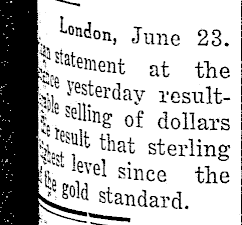 London, June 23.
statement at the
yesterday result-
selling of dollars
result that sterling
level since the
the gold standard.